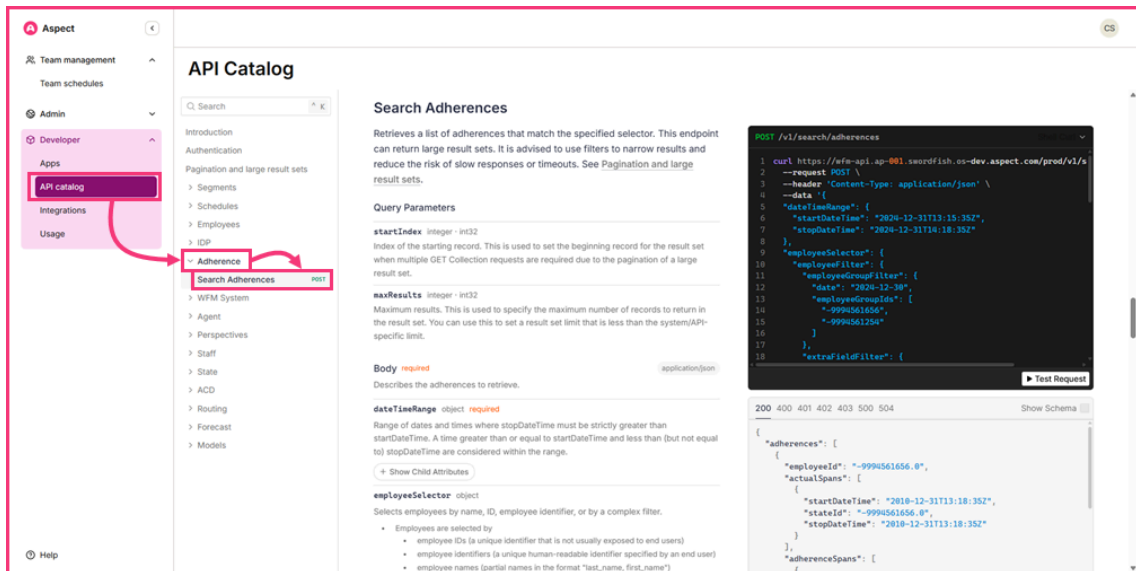 Aspect
CS
Team management
Team schedules
Admin
Developer
Apps
API catalog
Integrations
Usage
Help
API Catalog
Search
^ K
Introduction
Authentication
Pagination and large result sets
Segments
Schedules
Employees
IDP
Adherence
Search Adherences POST
WFM System
Agent
Perspectives
Staff
State
ACD
Routing
Forecast
Models
Search Adherences
Retrieves a list of adherences that match the specified selector. This endpoint
can return large result sets. It is advised to use filters to narrow results and
reduce the risk of slow responses or timeouts. See Pagination and large
result sets.
Query Parameters
startIndex integer · int32
Index of the starting record. This is used to set the beginning record for the result set
when multiple GET Collection requests are required due to the pagination of a large
result set.
maxResults integer · int32
Maximum results. This is used to specify the maximum number of records to return in
the result set. You can use this to set a result set limit that is less than the system/API-
specific limit.
Body required application/json
Describes the adherences to retrieve.
dateTimeRange object required
Range of dates and times where stopDateTime must be strictly greater than
startDateTime. A time greater than or equal to startDateTime and less than (but not equal
to) stopDateTime are considered within the range.
+ Show Child Attributes
employeeSelector object
Selects employees by name, ID, employee identifier, or by a complex filter.
• Employees are selected by
• employee IDs (a unique identifier that is not usually exposed to end users)
• employee identifiers (a unique human-readable identifier specified by an end user)
• employee names (partial names in the format "last_name, first_name")
POST /v1/search/adherences
1 curl https://wfm-api.ap-001.swordfish.os-dev.aspect.com/prod/v1/s
2 --request POST \
3 --header 'Content-Type: application/json' \
4 --data '{
5 "dateTimeRange": {
6 "startDateTime": "2024-12-31T13:15:35Z",
7 "stopDateTime": "2024-12-31T14:18:35Z"
8 },
9 "employeeSelector": {
10 "employeeFilter": {
11 "employeeGroupFilter": {
12 "date": "2024-12-30",
13 "employeeGroupIds": [
14 "-9994561656",
15 "-9994561254"
16 ]
17 },
18 "extraFieldFilter": {
Test Request
200 400 401 402 403 500 504 Show Schema
{
"adherences": [
{
"employeeId": "-9994561656.0",
"actualSpans": [
{
"startDateTime": "2010-12-31T13:18:35Z",
"stateId": "-9994561656.0",
"stopDateTime": "2010-12-31T13:18:35Z"
}
],
"adherenceSpans": [
{